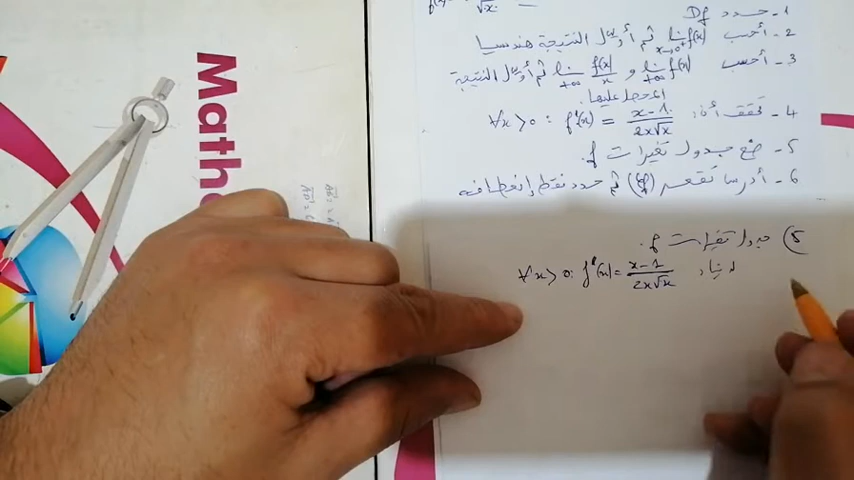 1- حدد Df
2- أحسب lim f(x) x→0+ ثم أول النتيجة هندسيا
3- أحسب lim f(x) +∞ و lim f(x)/x +∞ ثم أول النتيجة
المحصل عليها.
4- تحقق أن: ∀x>0 : f'(x) = (x-1)/(2x√x)
5- ضع جدول تغيرات f.
6- أدرس تقعر (Cf) ثم حدد نقط إنعطافه
5) جدول تغيرات f.
لدينا: ∀x>0: f'(x) = (x-1)/(2x√x)
Math
Mar